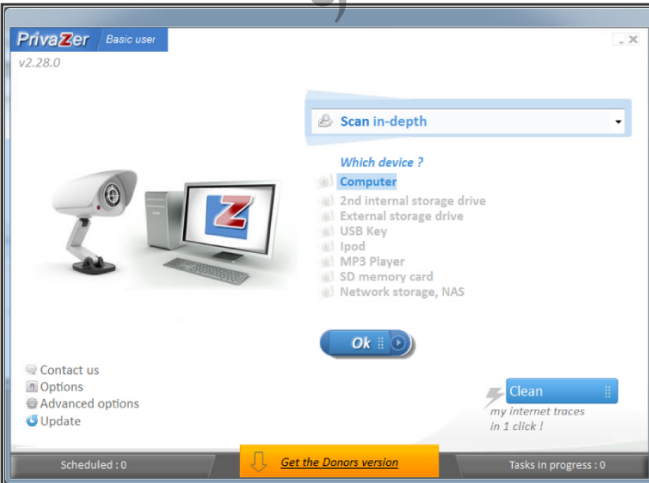 PrivaZer Basic user
v2.28.0
Scan in-depth
Which device ?
Computer
2nd internal storage drive
External storage drive
USB Key
Ipod
MP3 Player
SD memory card
Network storage, NAS
Ok
Contact us
Options
Advanced options
Update
Clean
my internet traces
in 1 click !
Scheduled : 0
Get the Donors version
Tasks in progress : 0